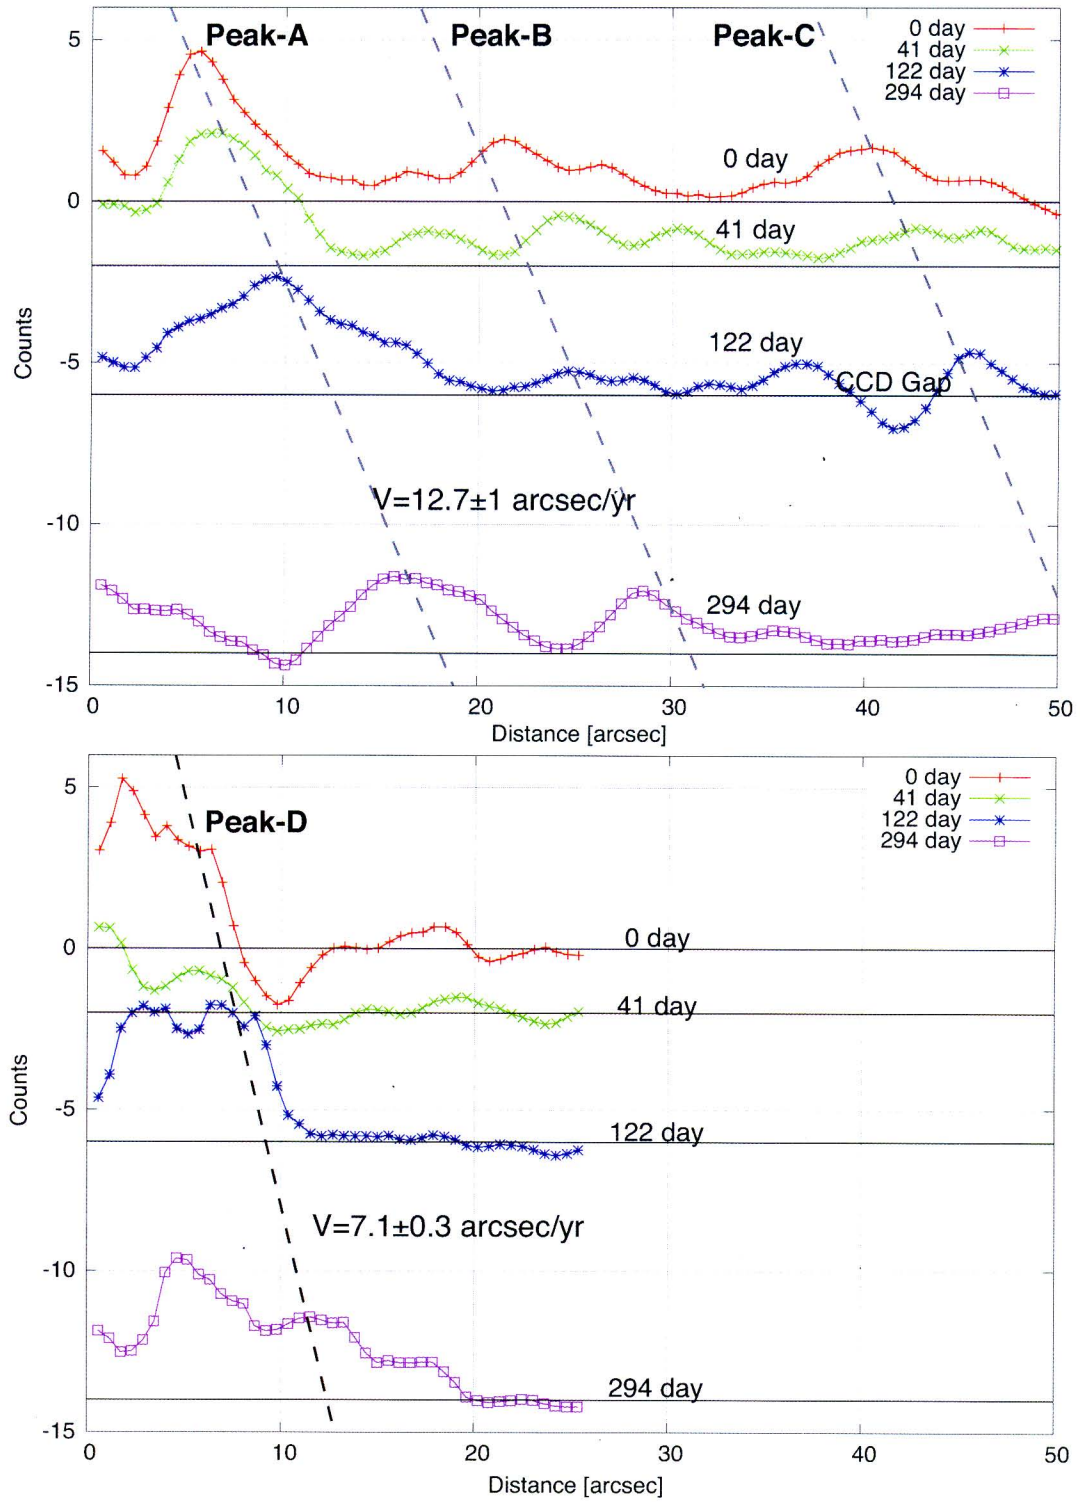 Peak-A
Peak-B
Peak-C
0 day
41 day
122 day
294 day
5
0
-5
-10
-15
Counts
0 day
41 day
122 day
CCD Gap
V=12.7±1 arcsec/yr
294 day
0 10 20 30 40 50
Distance [arcsec]
Peak-D
0 day
41 day
122 day
294 day
5
0
-5
-10
-15
Counts
0 day
41 day
122 day
V=7.1±0.3 arcsec/yr
294 day
0 10 20 30 40 50
Distance [arcsec]